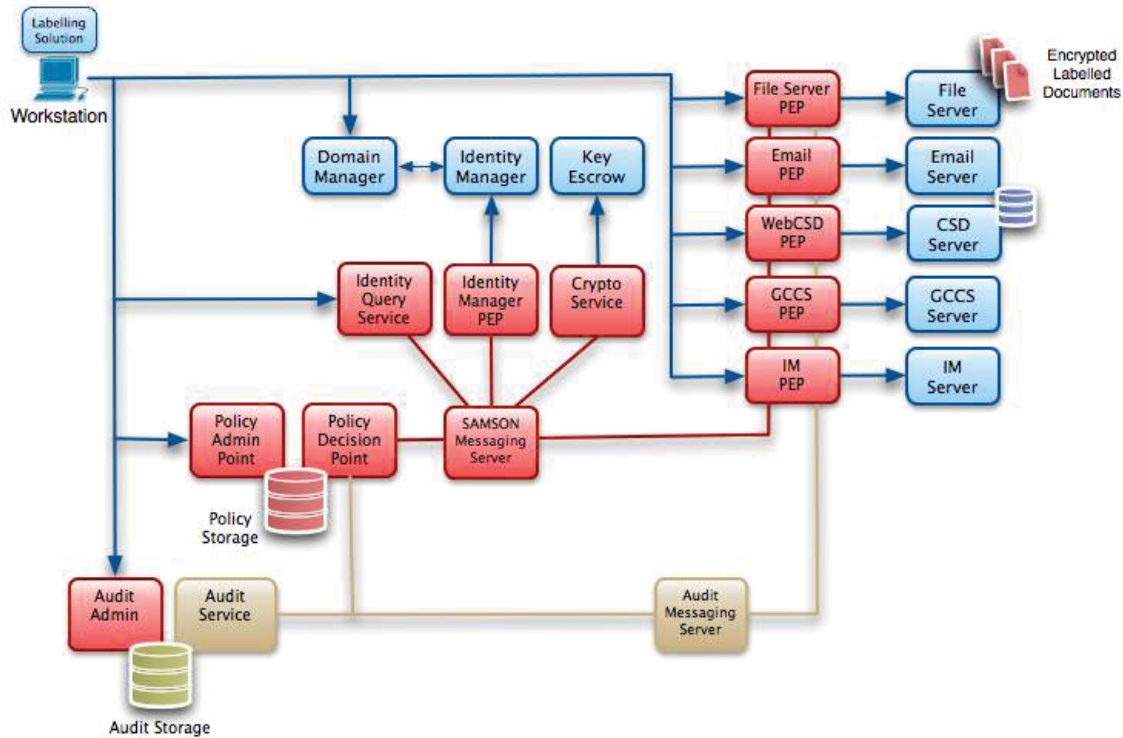 Labelling
Solution
Workstation
File Server
PEP
File
Server
Encrypted
Labelled
Documents
Domain
Manager
Identity
Manager
Key
Escrow
Email
PEP
Email
Server
WebCSD
PEP
CSD
Server
Identity
Query
Service
Identity
Manager
PEP
Crypto
Service
GCCS
PEP
GCCS
Server
IM
PEP
IM
Server
Policy
Admin
Point
Policy
Decision
Point
SAMSON
Messaging
Server
Policy
Storage
Audit
Admin
Audit
Service
Audit
Messaging
Server
Audit Storage